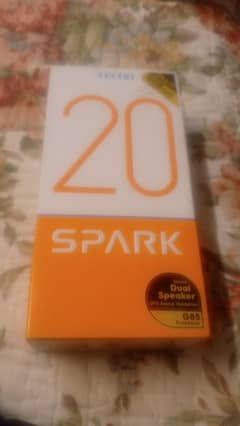 TECNO
20
SPARK
Dual
Speaker
G85